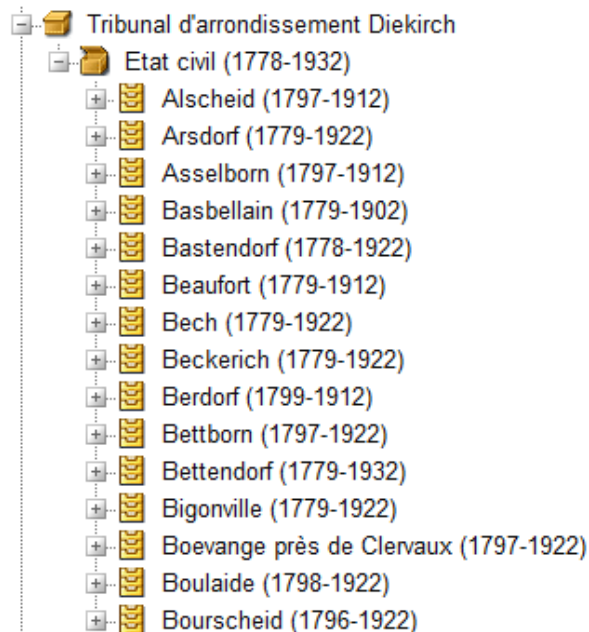 Tribunal d'arrondissement Diekirch
Etat civil (1778-1932)
Alscheid (1797-1912)
Arsdorf (1779-1922)
Asselborn (1797-1912)
Basbellain (1779-1902)
Bastendorf (1778-1922)
Beaufort (1779-1912)
Bech (1779-1922)
Beckerich (1779-1922)
Berdorf (1799-1912)
Bettborn (1797-1922)
Bettendorf (1779-1932)
Bigonville (1779-1922)
Boevange près de Clervaux (1797-1922)
Boulaide (1798-1922)
Bourscheid (1796-1922)